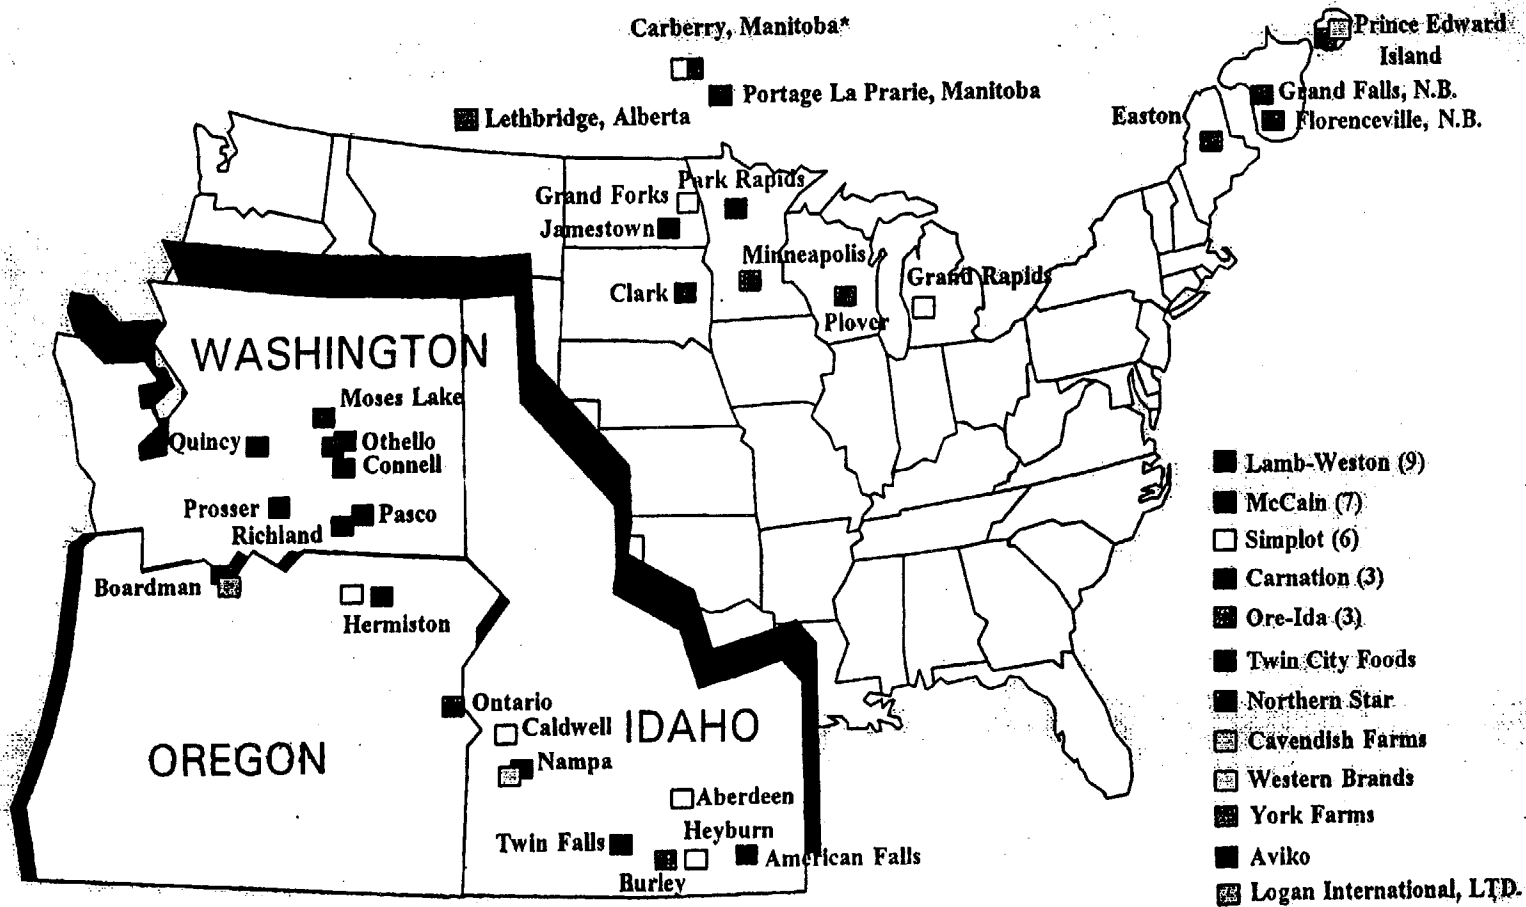 Carberry, Manitoba*
Prince Edward
Island
Portage La Prarie, Manitoba
Grand Falls, N.B.
Lethbridge, Alberta
Easton
Florenceville, N.B.
Park Rapids
Grand Forks
Jamestown
Minneapolis
Grand Rapids
Clark
Plover
WASHINGTON
Moses Lake
Quincy
Othello
Connell
Prosser
Pasco
Richland
Boardman
Hermiston
Ontario
Caldwell
IDAHO
OREGON
Nampa
Aberdeen
Heyburn
Twin Falls
American Falls
Burley
Lamb-Weston (9)
McCain (7)
Simplot (6)
Carnation (3)
Ore-Ida (3)
Twin City Foods
Northern Star
Cavendish Farms
Western Brands
York Farms
Aviko
Logan International, LTD.